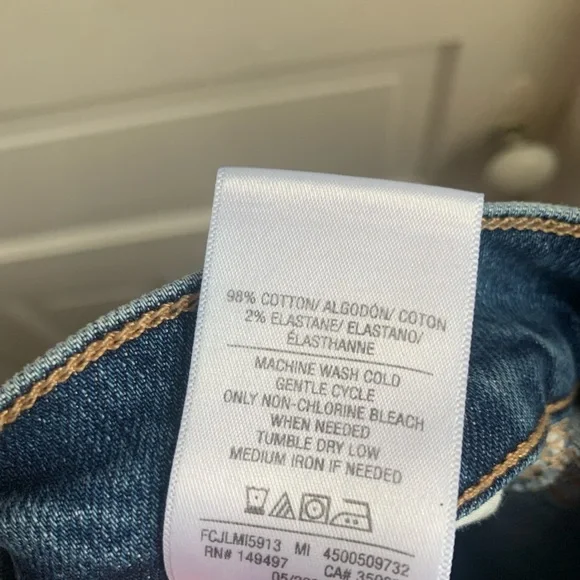 98% COTTON/ ALGODÓN/ COTON
2% ELASTANE/ ELASTANO/
ÉLASTHANNE
MACHINE WASH COLD
GENTLE CYCLE
ONLY NON-CHLORINE BLEACH
WHEN NEEDED
TUMBLE DRY LOW
MEDIUM IRON IF NEEDED
FCJLMI5913 MI 4500509732
RN# 149497 CA#